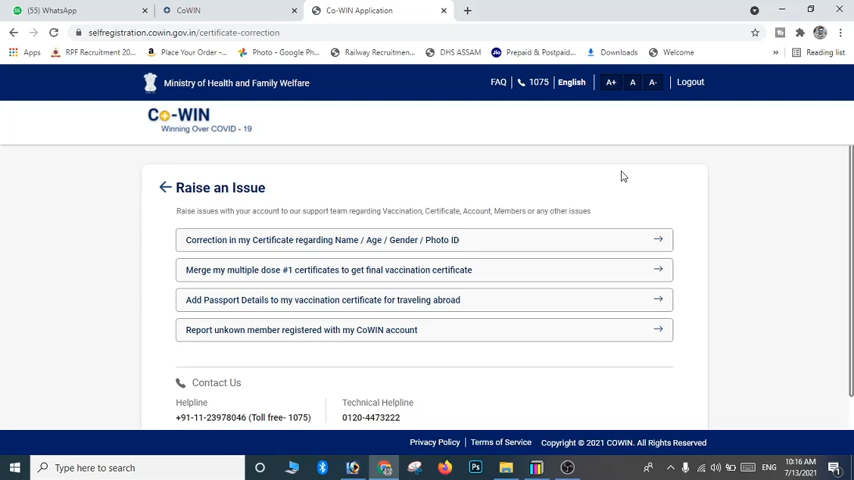 (55) WhatsApp
CoWIN
Co-WIN Application
selfregistration.cowin.gov.in/certificate-correction
Apps
RPF Recruitment 20...
Place Your Order -...
Photo - Google Ph...
Railway Recruitmen...
DHS ASSAM
Prepaid & Postpaid...
Downloads
Welcome
»
Reading list
Ministry of Health and Family Welfare
FAQ
1075
English
A+
A
A-
Logout
Co-WIN
Winning Over COVID - 19
Raise an Issue
Raise issues with your account to our support team regarding Vaccination, Certificate, Account, Members or any other issues
Correction in my Certificate regarding Name / Age / Gender / Photo ID
Merge my multiple dose #1 certificates to get final vaccination certificate
Add Passport Details to my vaccination certificate for traveling abroad
Report unkown member registered with my CoWIN account
Contact Us
Helpline
+91-11-23978046 (Toll free- 1075)
Technical Helpline
0120-4473222
Privacy Policy | Terms of Service | Copyright © 2021 COWIN. All Rights Reserved
Type here to search
Ps
ENG
10:16 AM
7/13/2021